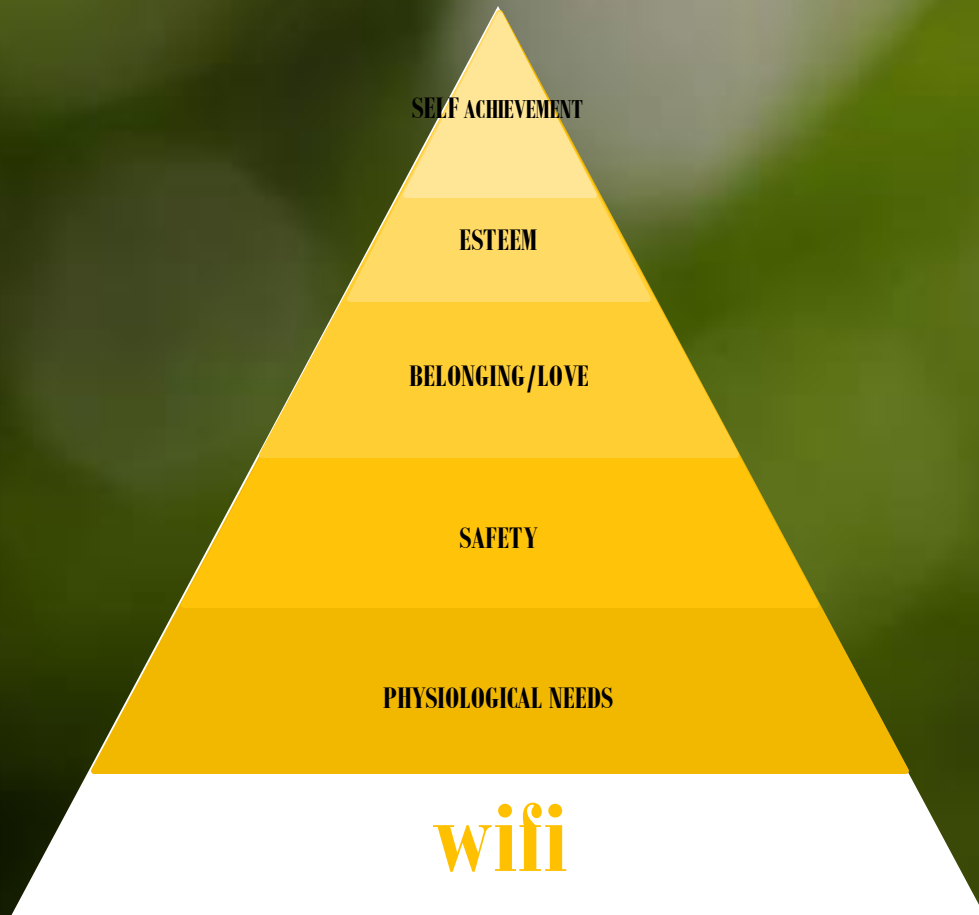 SELF ACHIEVEMENT
ESTEEM
BELONGING/LOVE
SAFETY
PHYSIOLOGICAL NEEDS
wifi